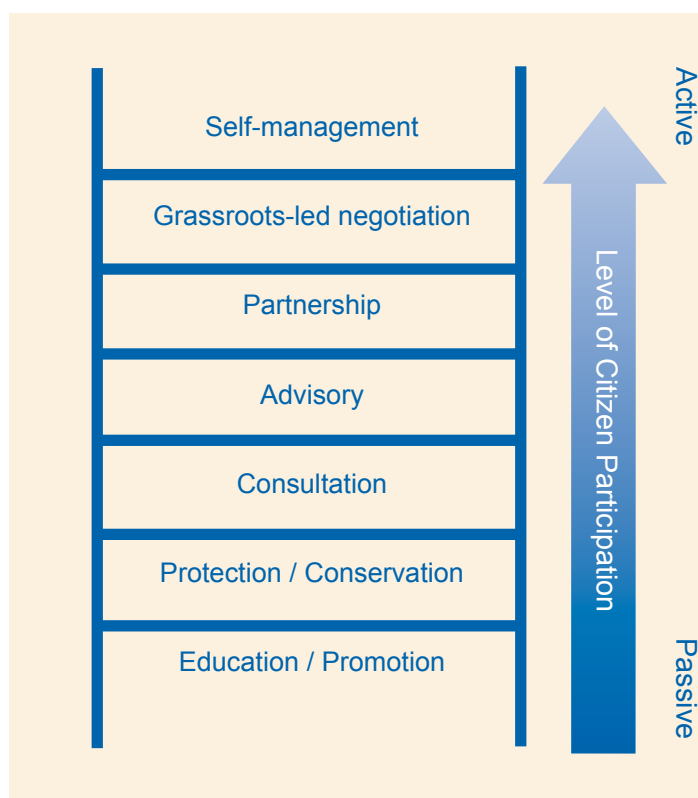 Self-management
Grassroots-led negotiation
Partnership
Advisory
Consultation
Protection / Conservation
Education / Promotion
Active
Level of Citizen Participation
Passive